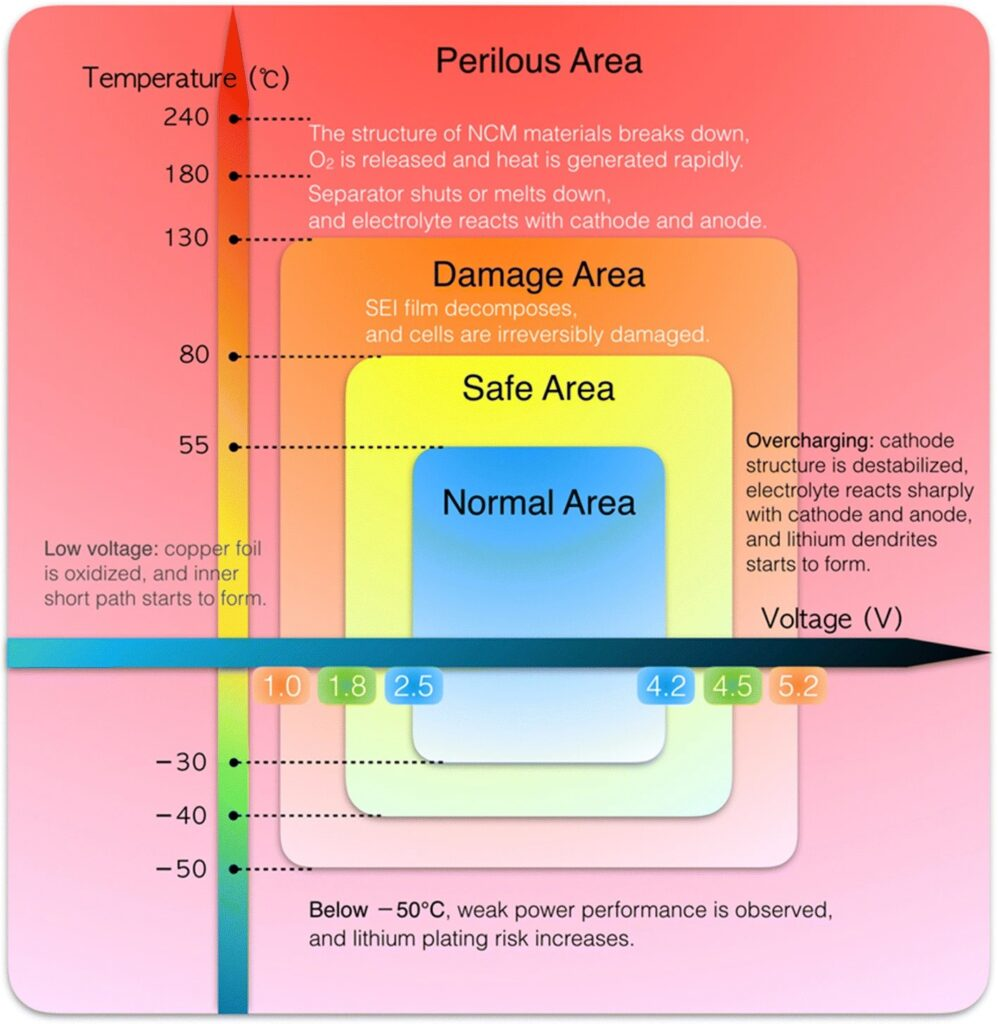 Perilous Area
Temperature (℃)
240
The structure of NCM materials breaks down,
O₂ is released and heat is generated rapidly.
180
Separator shuts or melts down,
and electrolyte reacts with cathode and anode.
130
Damage Area
SEI film decomposes,
and cells are irreversibly damaged.
80
Safe Area
55
Normal Area
Overcharging: cathode
structure is destabilized,
electrolyte reacts sharply
with cathode and anode,
and lithium dendrites
starts to form.
Low voltage: copper foil
is oxidized, and inner
short path starts to form.
Voltage (V)
1.0 1.8 2.5 4.2 4.5 5.2
−30
−40
−50
Below −50°C, weak power performance is observed,
and lithium plating risk increases.